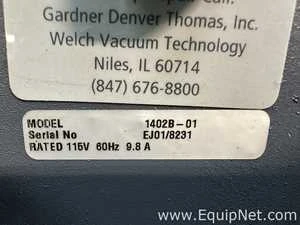 Gardner Denver Thomas, Inc.
Welch Vacuum Technology
Niles, IL 60714
(847) 676-8800
MODEL 1402B-01
Serial No EJ01/8231
RATED 115V 60Hz 9.8 A
www.EquipNet.com